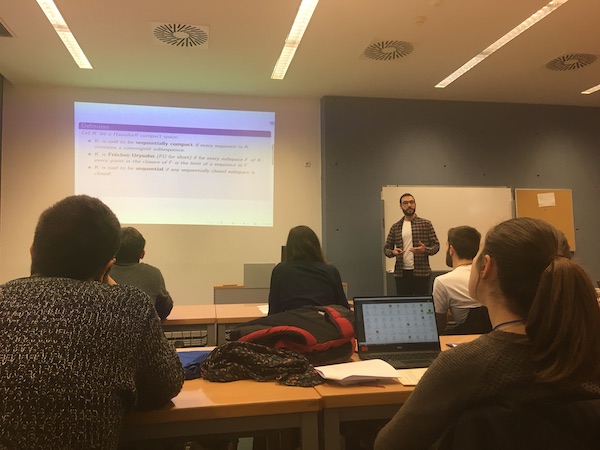 Definition
Let K be a Hausdorff compact space.
K is said to be sequentially compact if every sequence in K
contains a convergent subsequence.
K is Fréchet-Urysohn (FU for short) if for every subspace F of K
every point in the closure of F is the limit of a sequence in F
K is said to be sequential if any sequentially closed subspace is
closed.